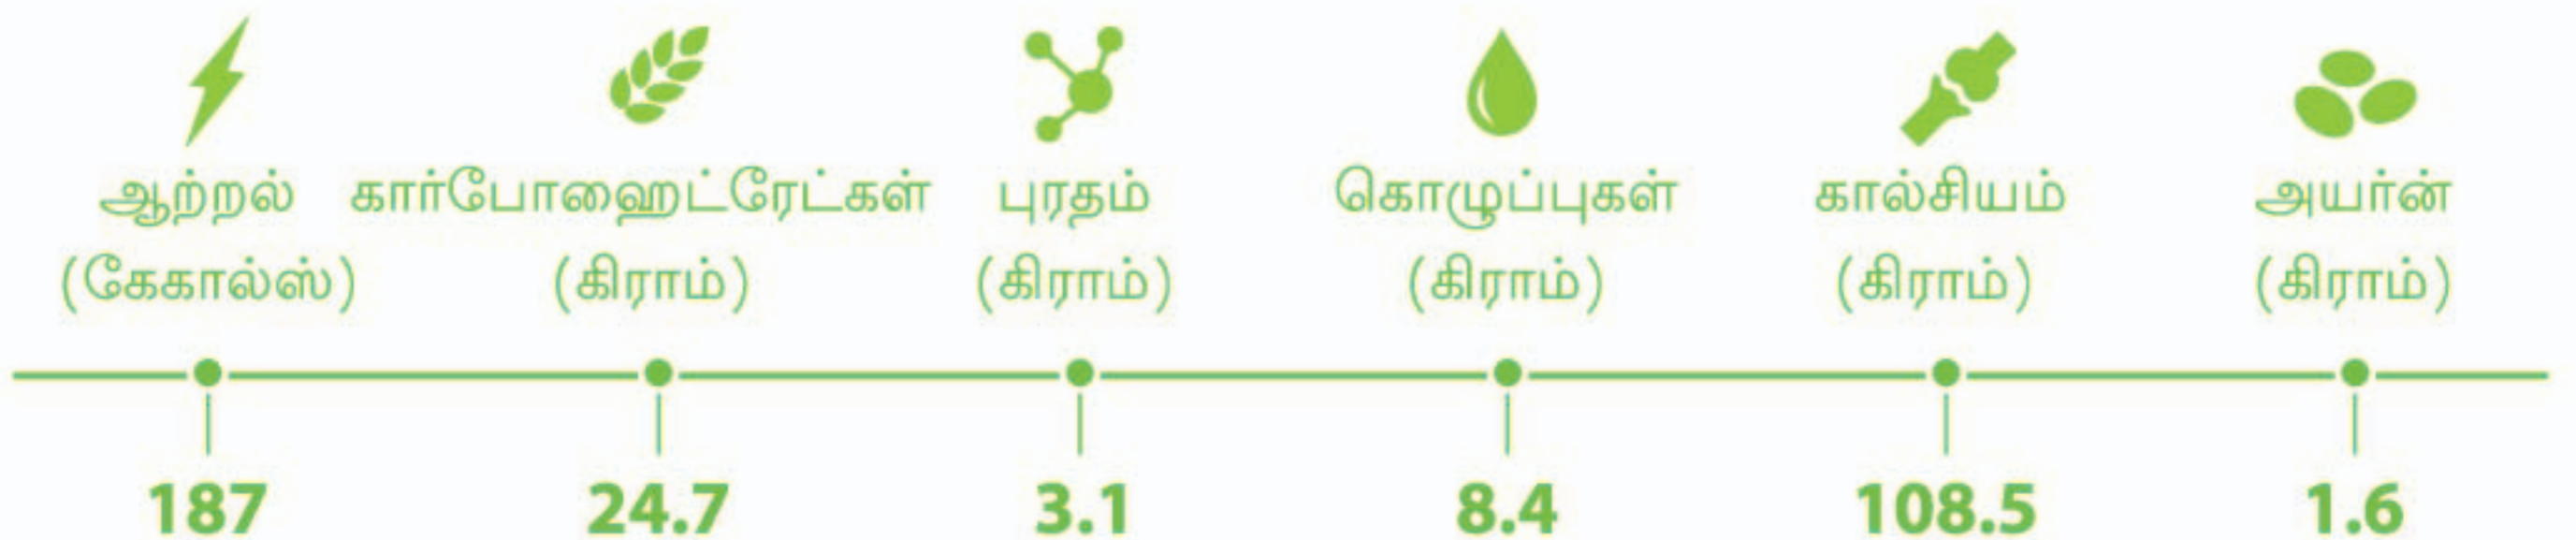 ஆற்றல் கார்போஹைட்ரேட்கள் புரதம் கொழுப்புகள் கால்சியம் அயர்ன்
(கேகால்ஸ்) (கிராம்) (கிராம்) (கிராம்) (கிராம்) (கிராம்)
187 24.7 3.1 8.4 108.5 1.6